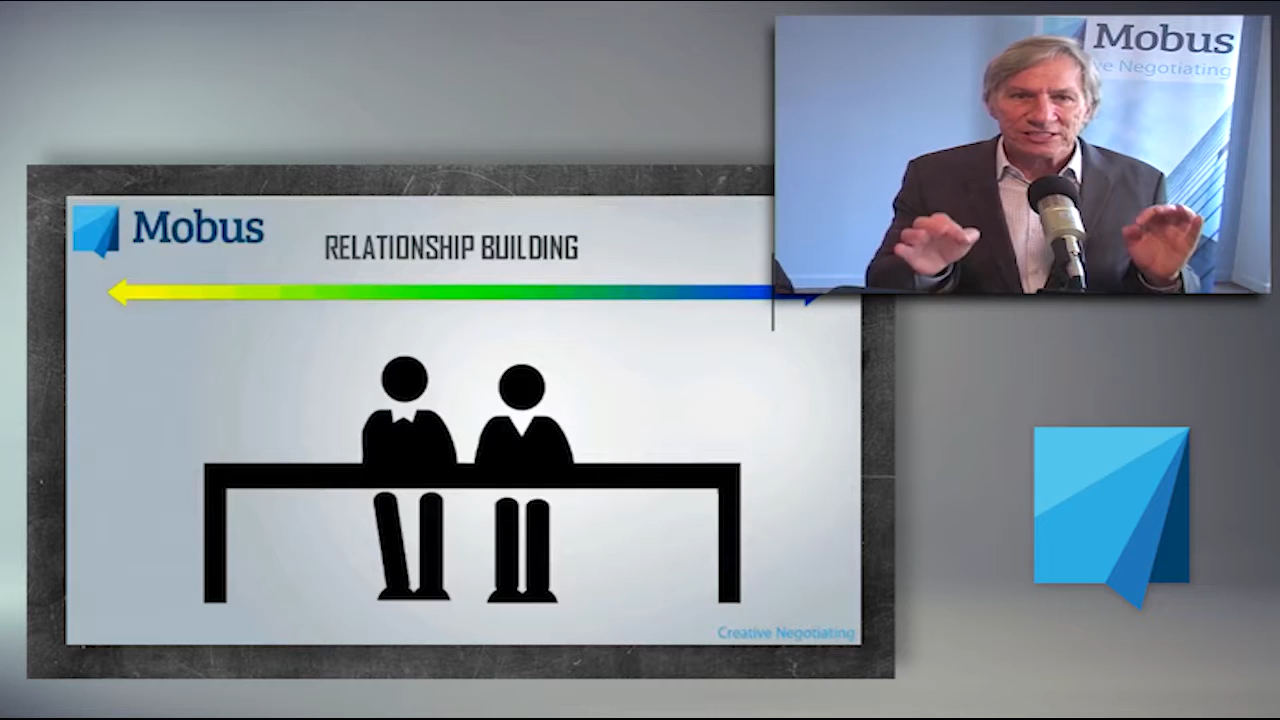 Mobus
RELATIONSHIP BUILDING
Creative Negotiating
Mobus
ve Negotiating